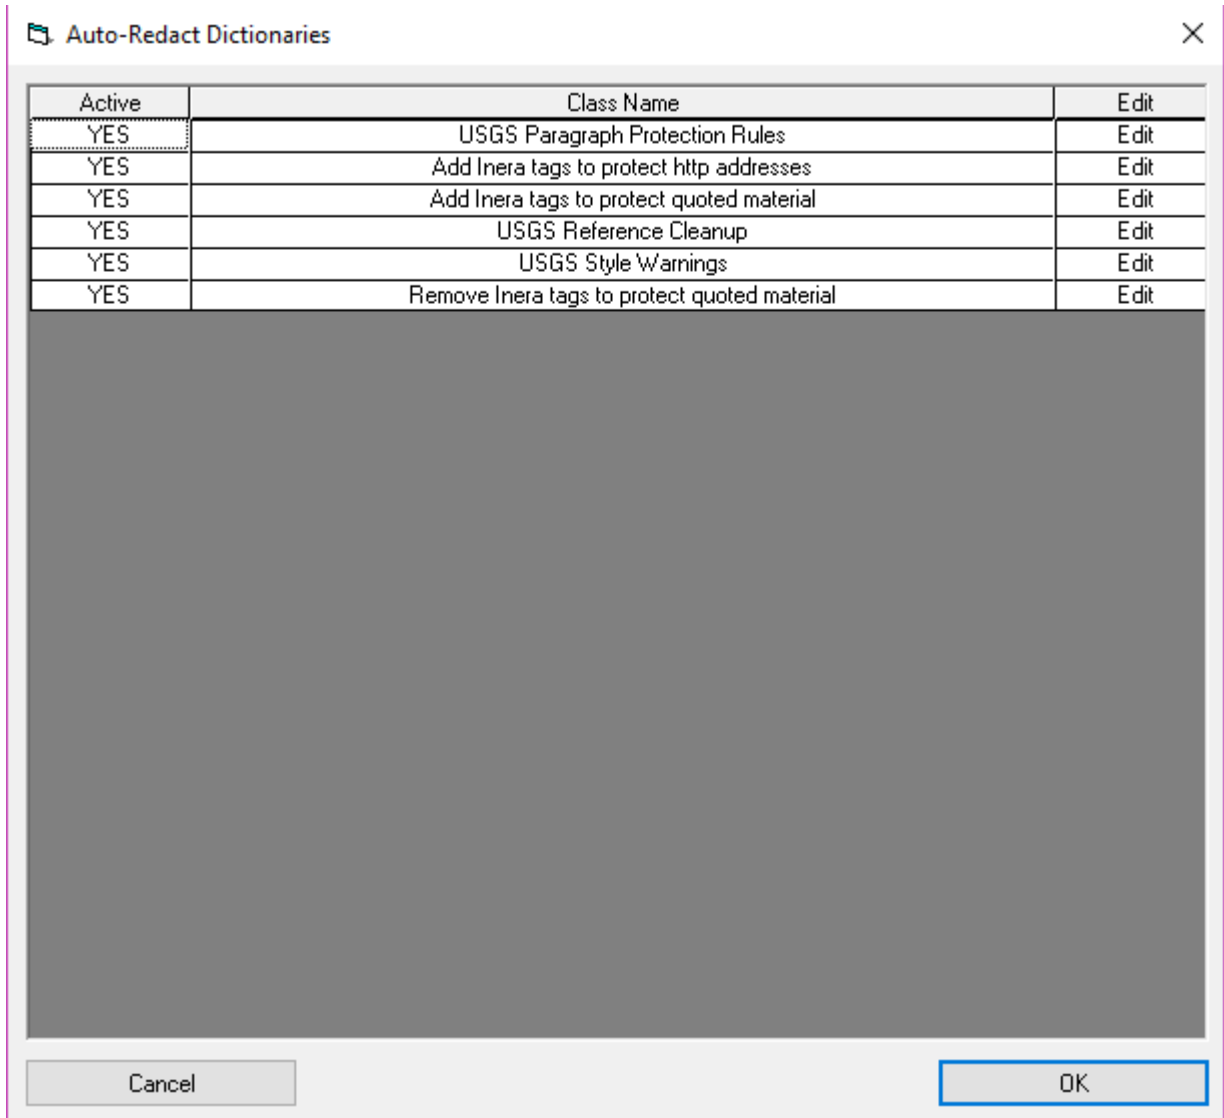 Auto-Redact Dictionaries
Active Class Name Edit
YES USGS Paragraph Protection Rules Edit
YES Add Inera tags to protect http addresses Edit
YES Add Inera tags to protect quoted material Edit
YES USGS Reference Cleanup Edit
YES USGS Style Warnings Edit
YES Remove Inera tags to protect quoted material Edit
Cancel OK